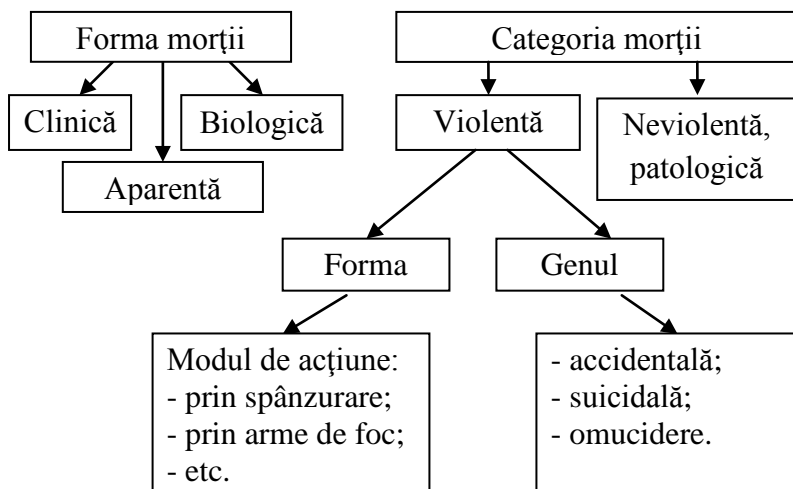 Forma morţii
Categoria morţii
Clinică
Biologică
Aparentă
Violentă
Neviolentă,
patologică
Forma
Genul
Modul de acţiune:
- prin spânzurare;
- prin arme de foc;
- etc.
- accidentală;
- suicidală;
- omucidere.